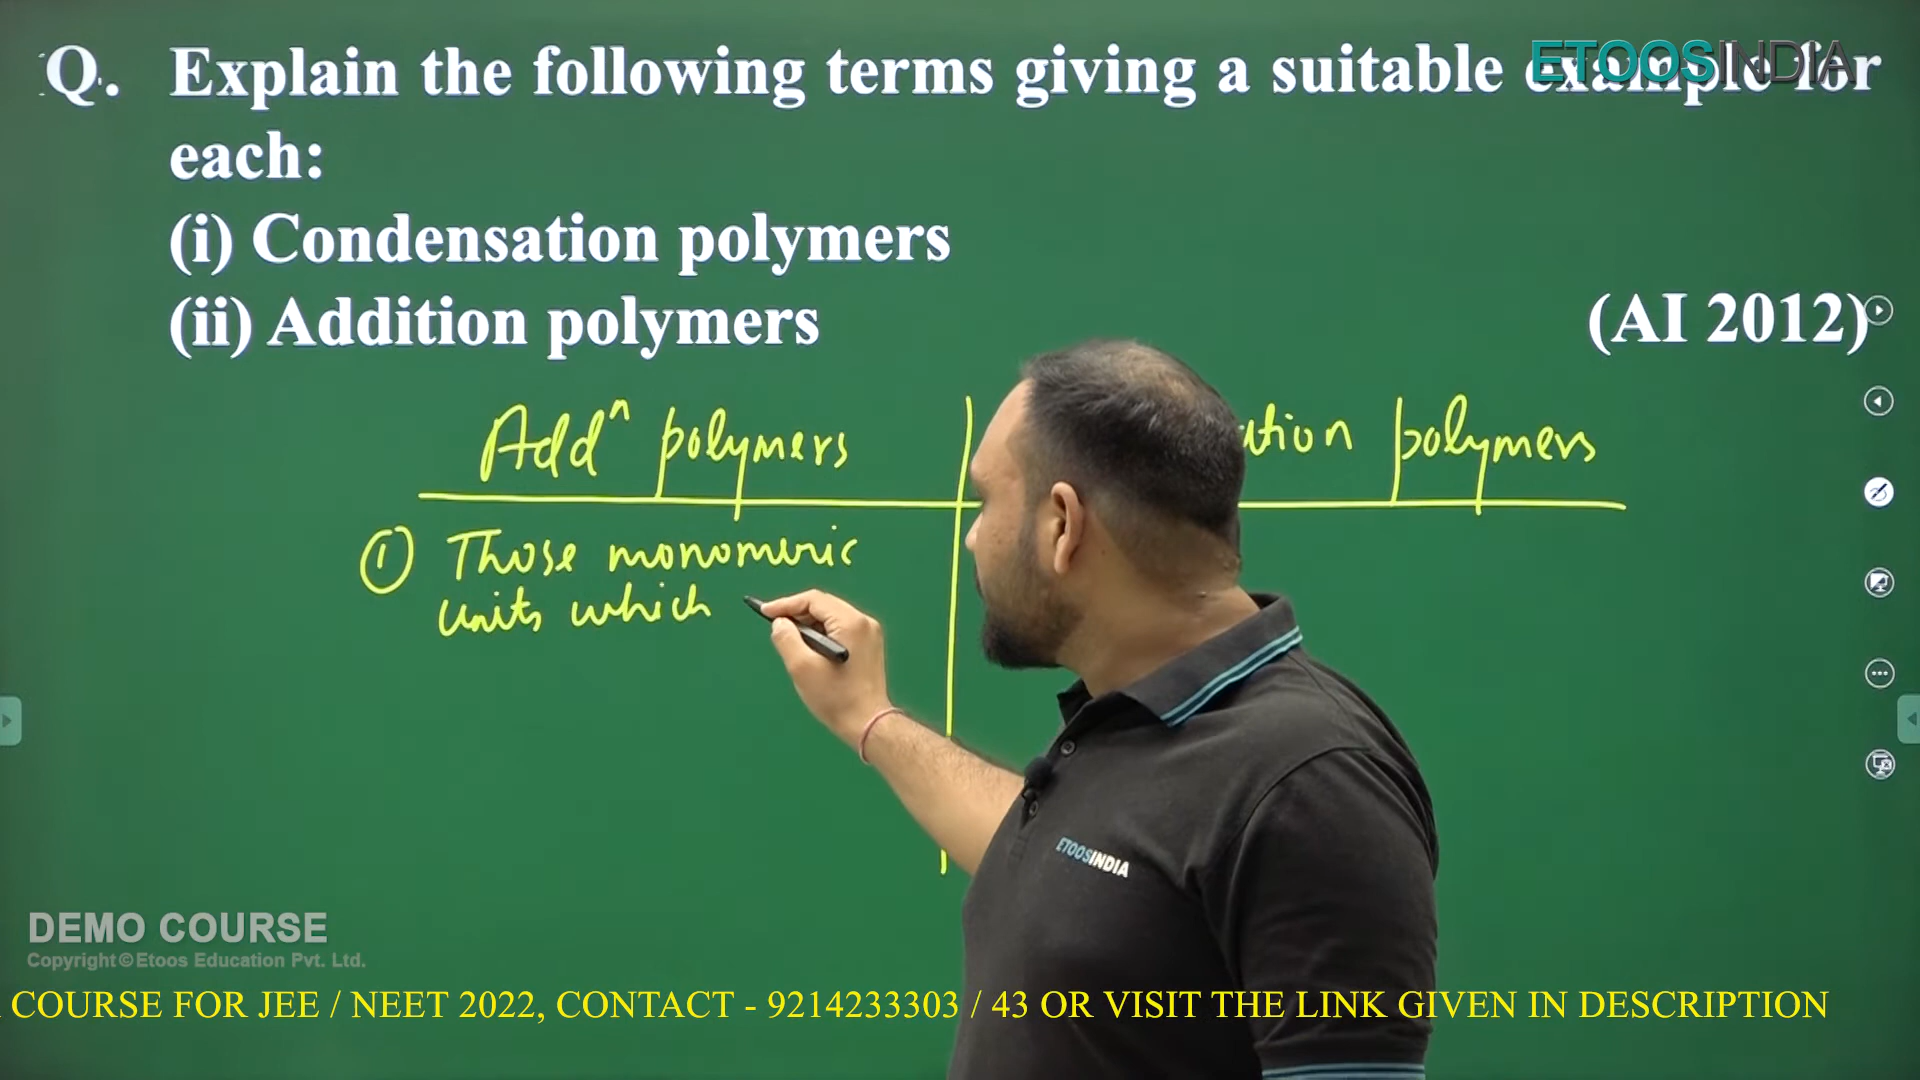 Q. Explain the following terms giving a suitable example for
ETOOSINDIA
each:
(i) Condensation polymers
(ii) Addition polymers
(AI 2012)
Addⁿ polymers
polymers
① Those monomeric
units which
ETOOSINDIA
DEMO COURSE
Copyright © Etoos Education Pvt. Ltd.
COURSE FOR JEE / NEET 2022, CONTACT - 9214233303 / 43 OR VISIT THE LINK GIVEN IN DESCRIPTION